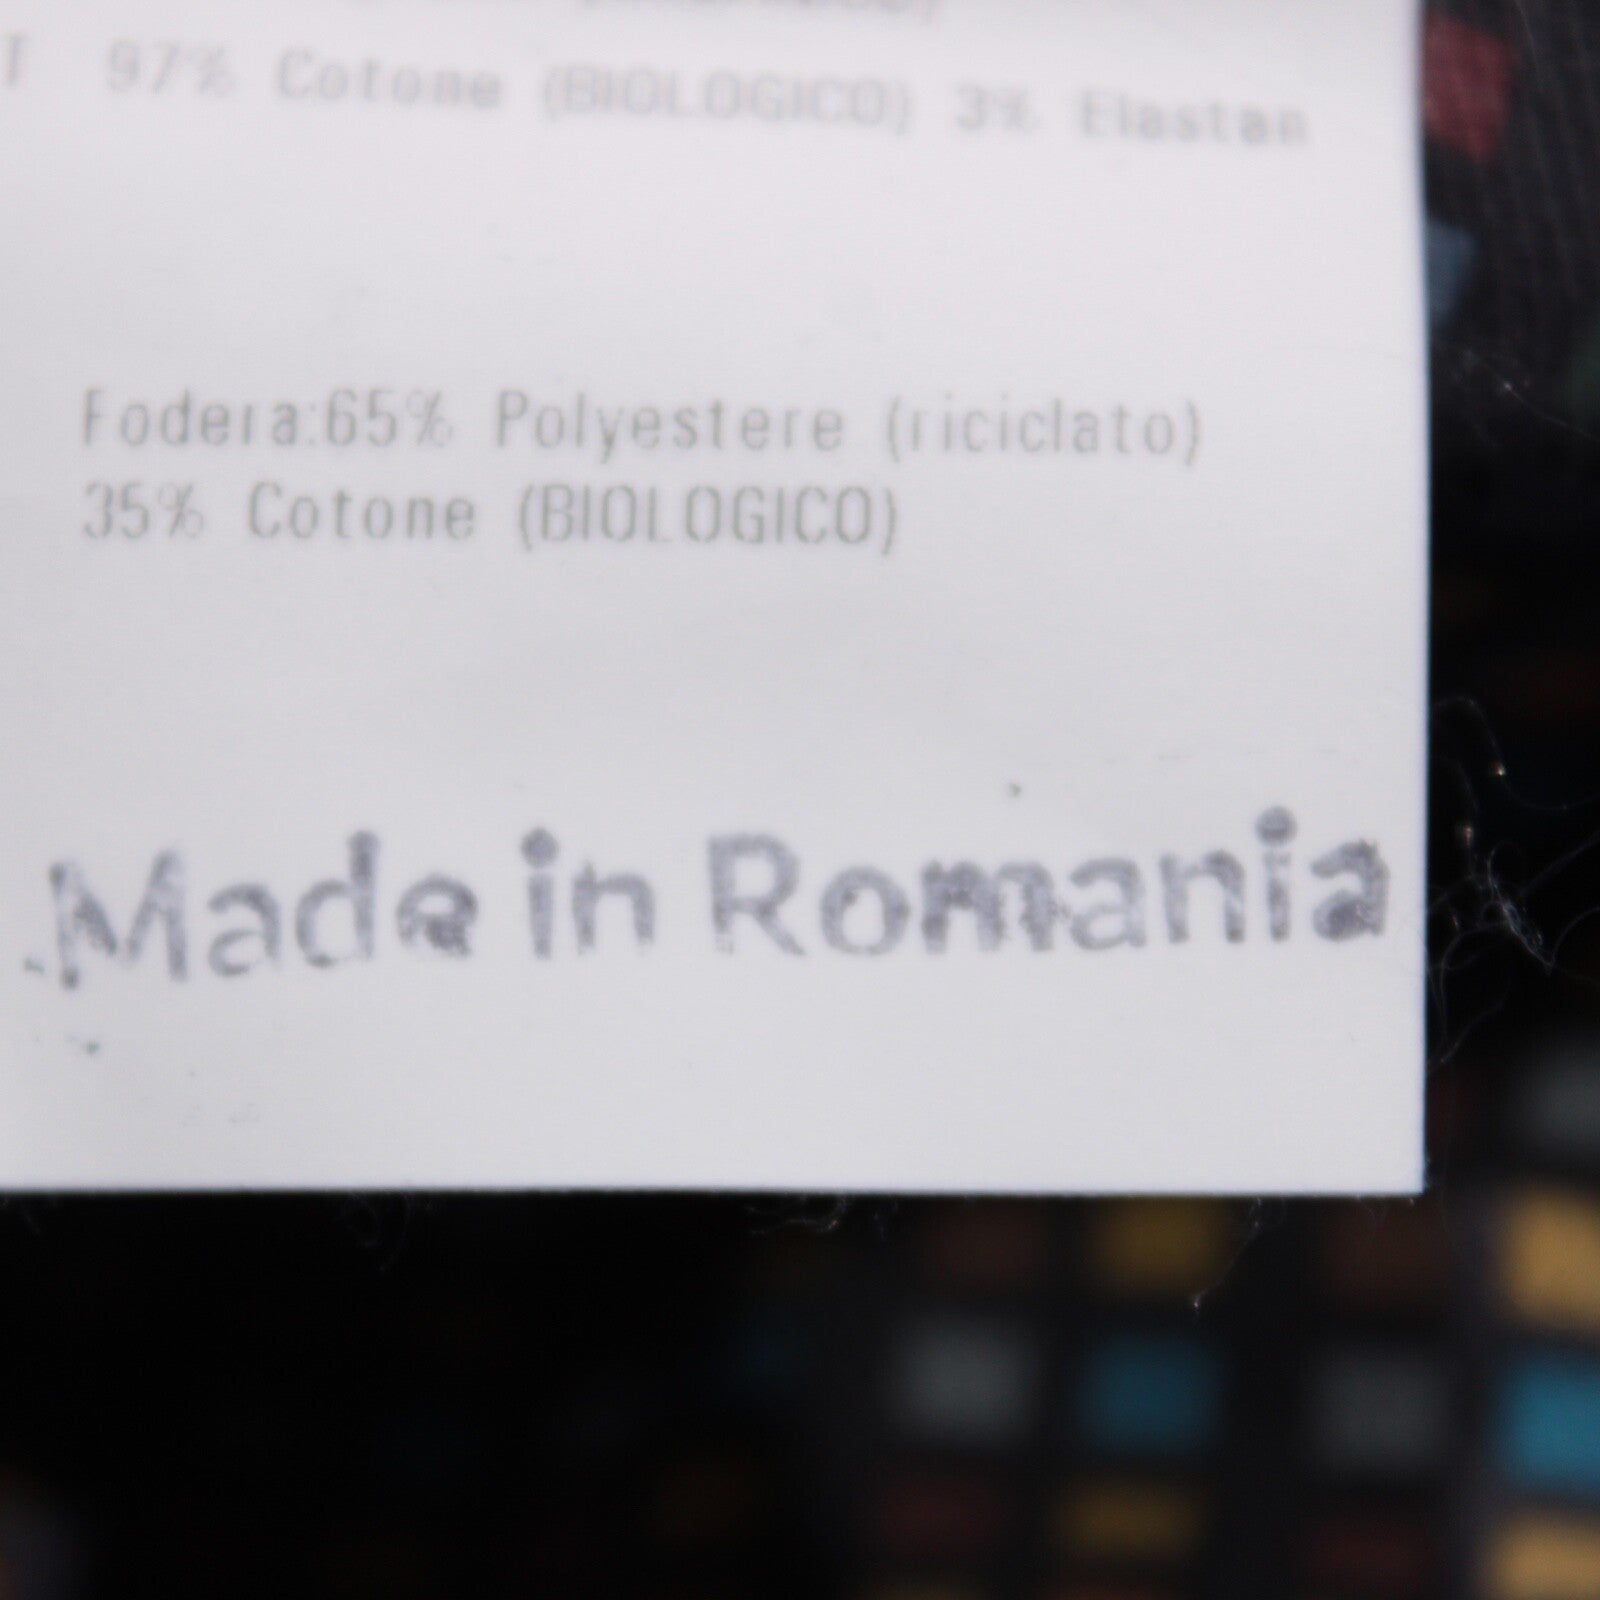 T 97% Cotone (BIOLOGICO) 3% Elastan
Fodera:65% Polyestere (riciclato)
35% Cotone (BIOLOGICO)
Made in Romania